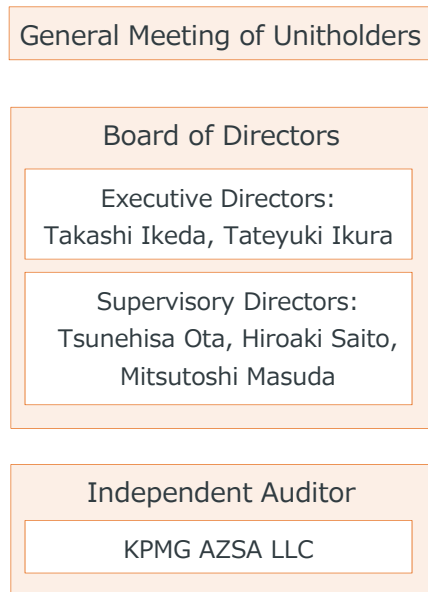 General Meeting of Unitholders
Board of Directors
Executive Directors:
Takashi Ikeda, Tateyuki Ikura
Supervisory Directors:
Tsunehisa Ota, Hiroaki Saito,
Mitsutoshi Masuda
Independent Auditor
KPMG AZSA LLC